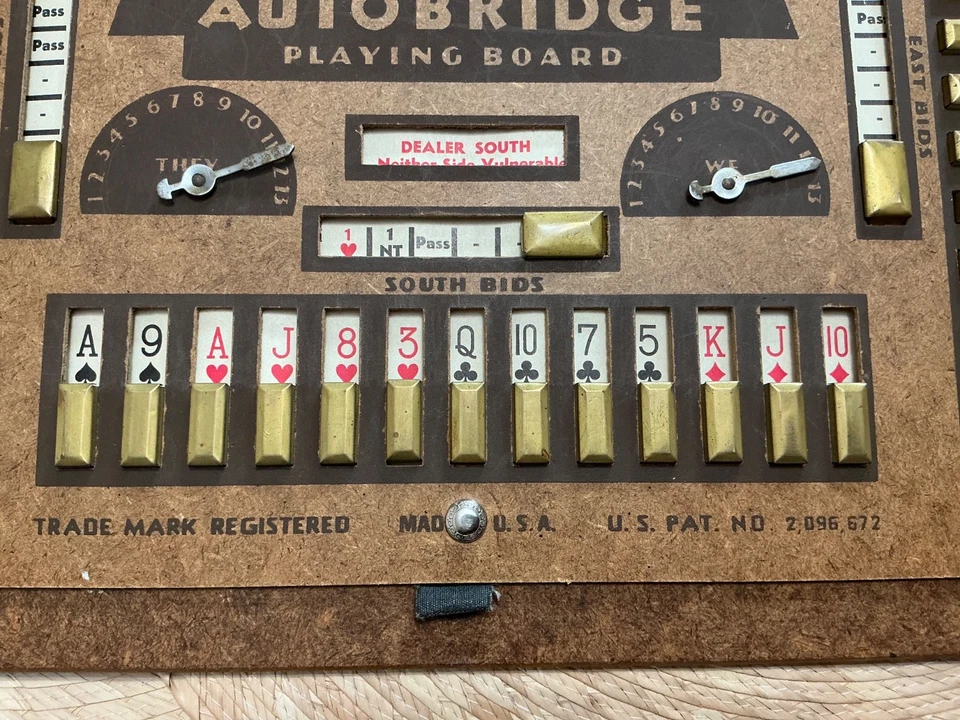 AUTOBRIDGE
PLAYING BOARD
Pass
Pass
-
-
Pass
-
-
-
EAST BIDS
1 2 3 4 5 6 7 8 9 10 11 12 13
THEY
DEALER SOUTH
Neither Side Vulnerable
1 2 3 4 5 6 7 8 9 10 11 13
WE
1♥ 1 NT Pass - -
SOUTH BIDS
A♠ 9♠ A♥ J♥ 8♥ 3♥ Q♣ 10♣ 7♣ 5♣ K♦ J♦ 10♦
TRADE MARK REGISTERED MAD U.S.A. U.S. PAT. NO. 2,096,672